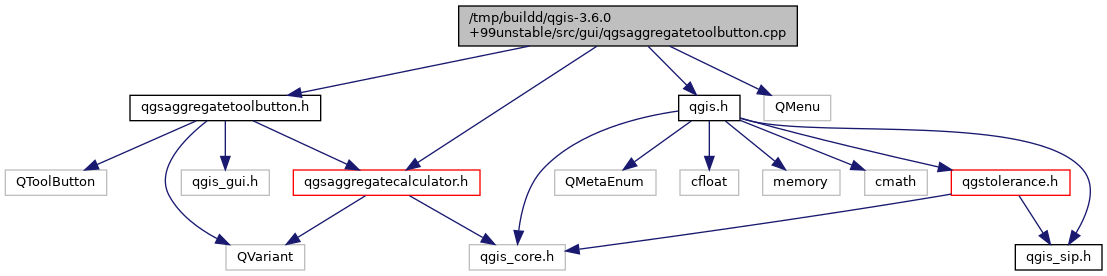 /tmp/buildd/qgis-3.6.0
+99unstable/src/gui/qgsaggregatetoolbutton.cpp
qgsaggregatetoolbutton.h
qgis.h
QMenu
QToolButton
qgis_gui.h
qgsaggregatecalculator.h
QMetaEnum
cfloat
memory
cmath
qgstolerance.h
QVariant
qgis_core.h
qgis_sip.h